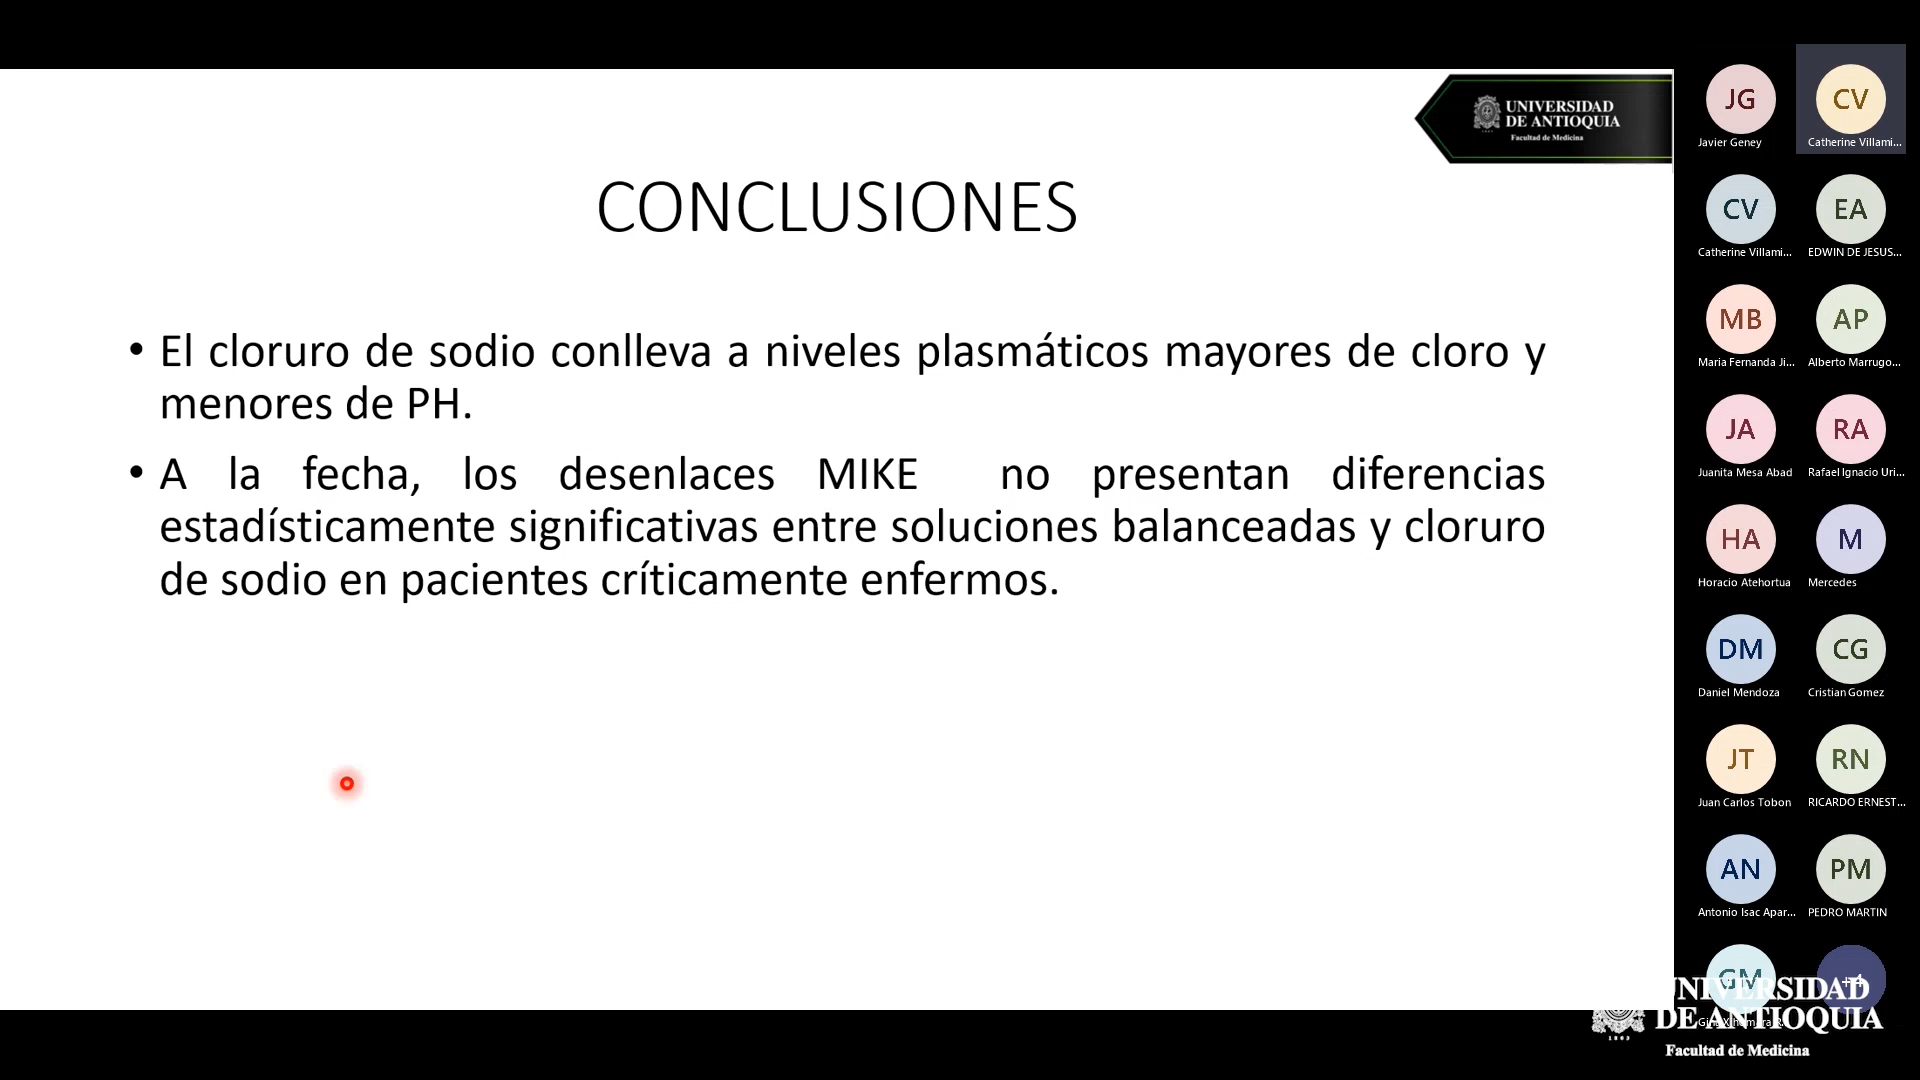 UNIVERSIDAD
DE ANTIOQUIA
Facultad de Medicina
CONCLUSIONES
• El cloruro de sodio conlleva a niveles plasmáticos mayores de cloro y
menores de PH.
• A la fecha, los desenlaces MIKE no presentan diferencias
estadísticamente significativas entre soluciones balanceadas y cloruro
de sodio en pacientes críticamente enfermos.
JG
Javier Geney
CV
Catherine Villami...
CV
Catherine Villami...
EA
EDWIN DE JESUS...
MB
Maria Fernanda Ji...
AP
Alberto Marrugo...
JA
Juanita Mesa Abad
RA
Rafael Ignacio Uri...
HA
Horacio Atehortua
M
Mercedes
DM
Daniel Mendoza
CG
Cristian Gomez
JT
Juan Carlos Tobon
RN
RICARDO ERNEST...
AN
Antonio Isac Apar...
PM
PEDRO MARTIN
GM
+4
UNIVERSIDAD
DE ANTIOQUIA
1803
Facultad de Medicina